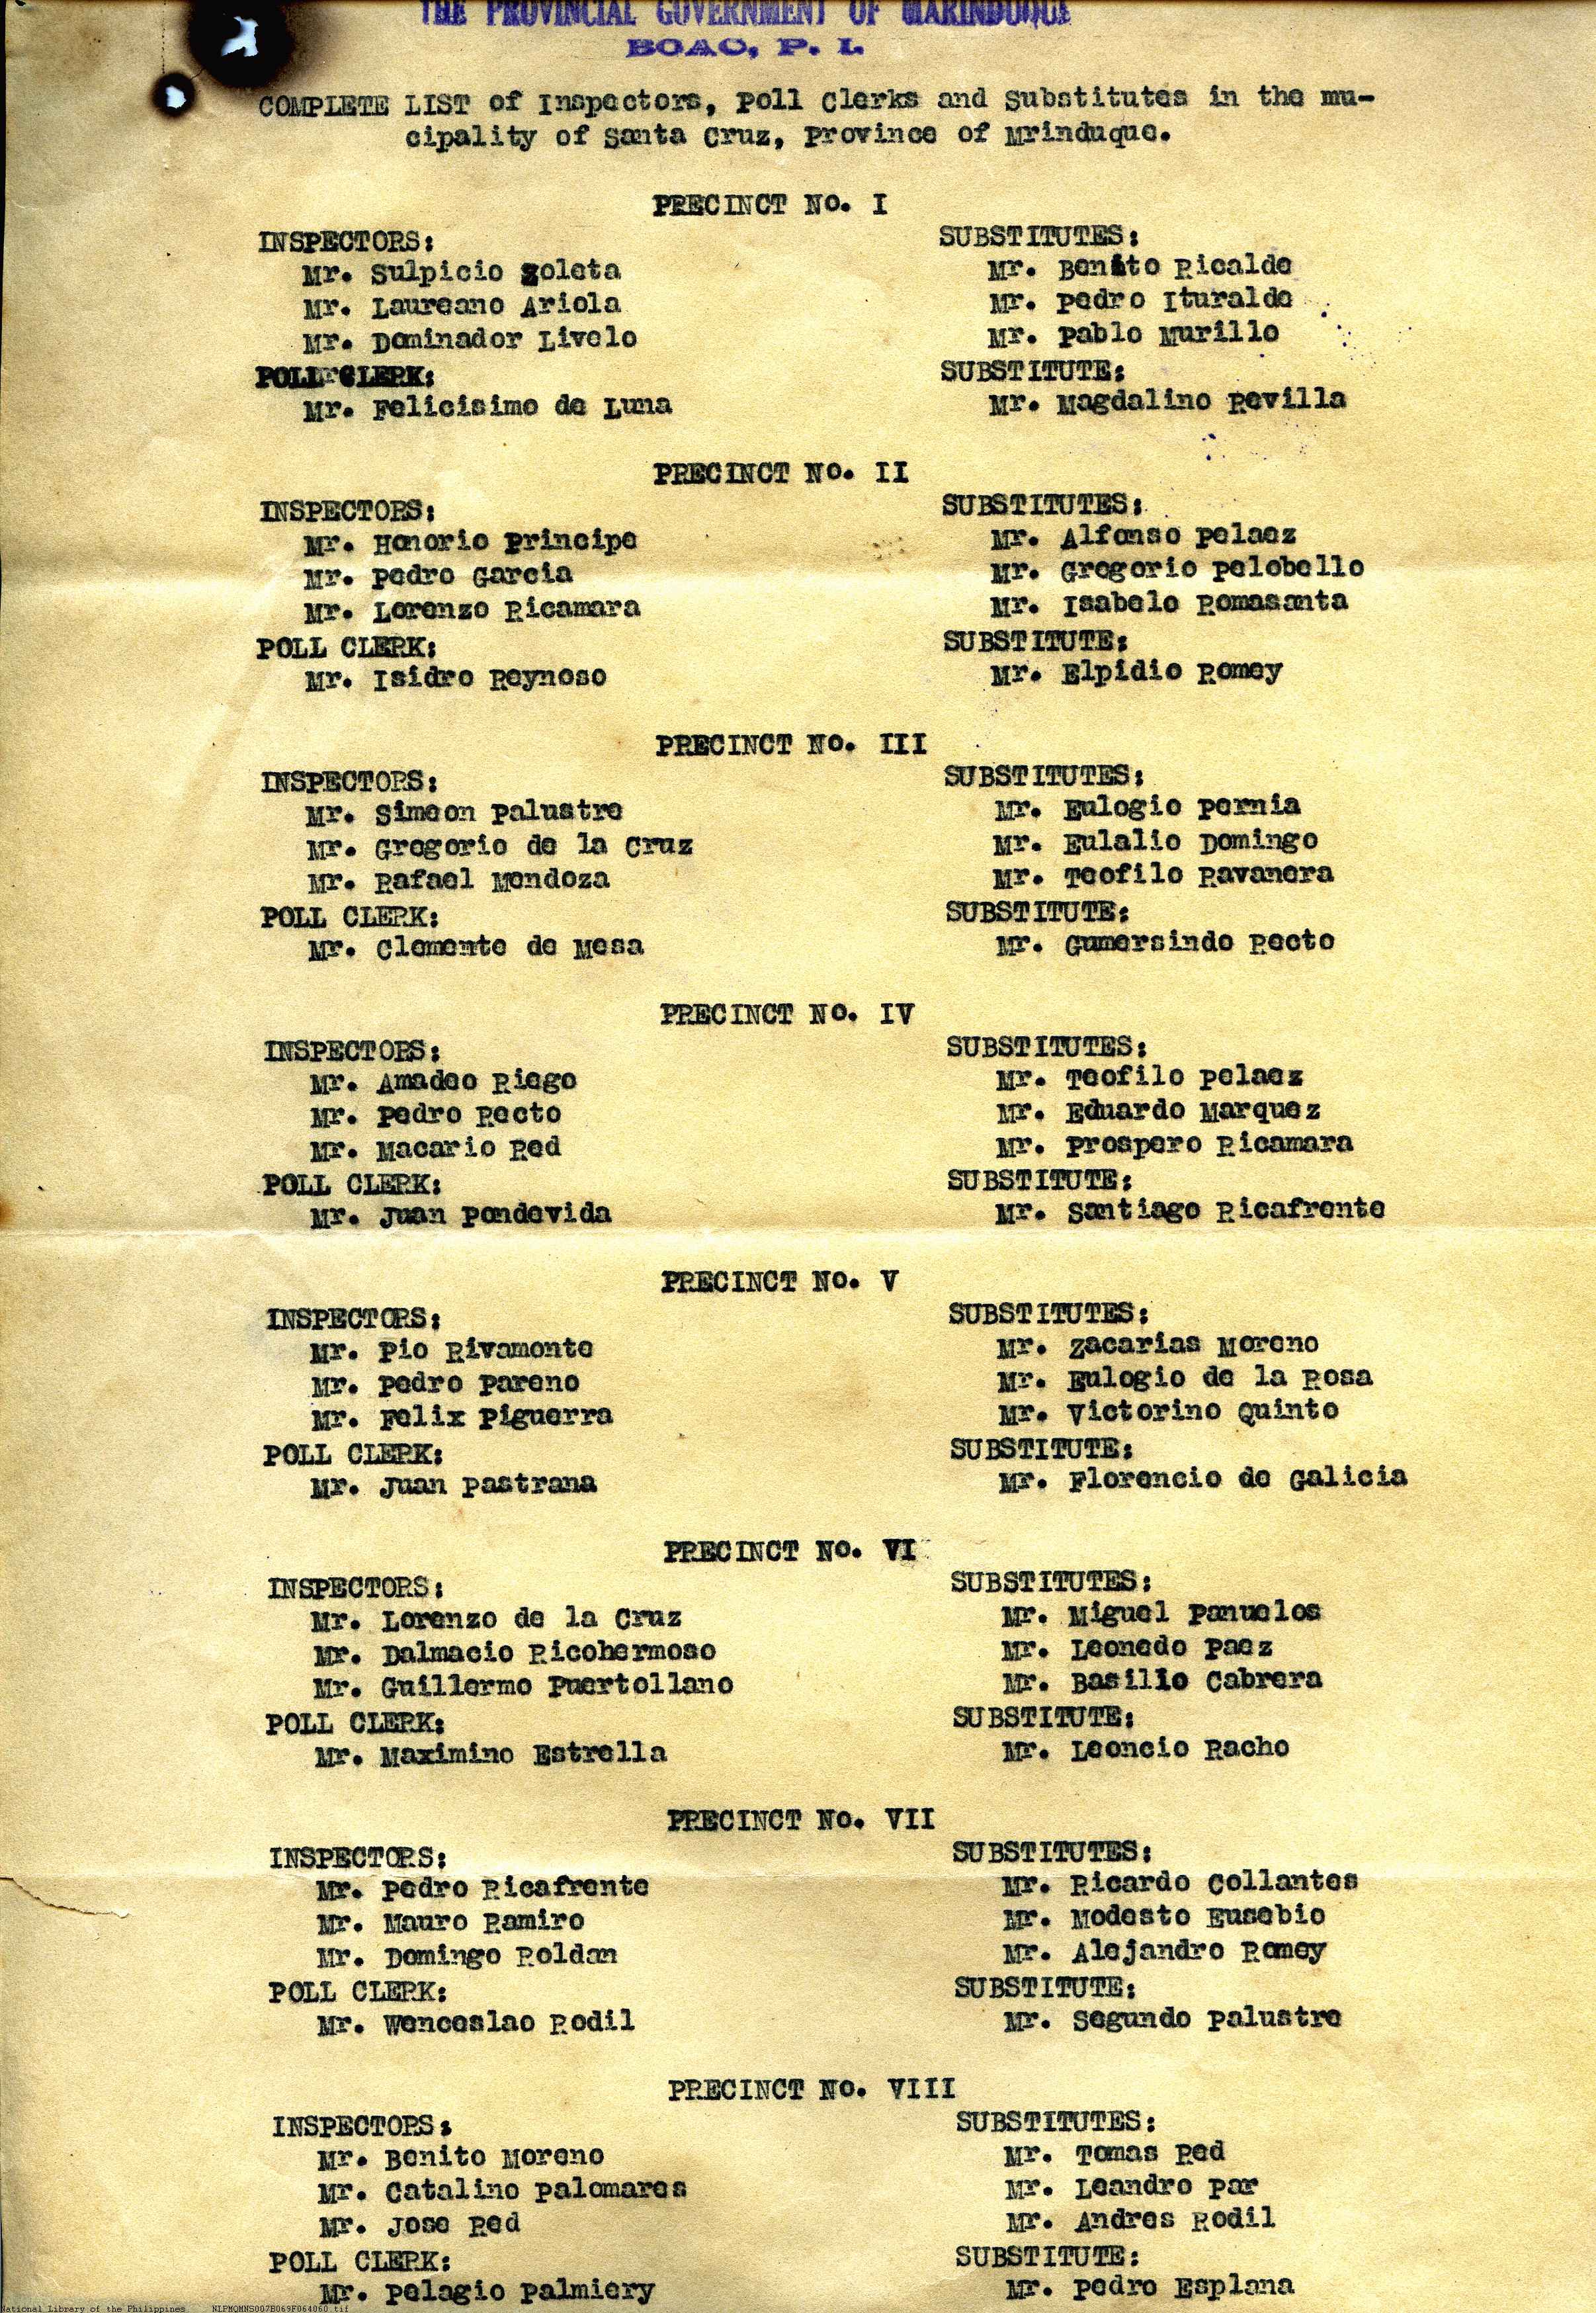 THE PROVINCIAL GOVERNMENT OF MARINDUQUE
BOAC, P. I.
COMPLETE LIST of Inspectors, Poll Clerks and Substitutes in the mu-
cipality of Santa Cruz, Province of Mrinduque.
PRECINCT No. I
INSPECTORS: SUBSTITUTES:
Mr. Sulpicio Zoleta Mr. Benito Ricalde
Mr. Laureano Ariola Mr. Pedro Ituralde
Mr. Dominador Livelo Mr. Pablo Murillo
POLL CLERK: SUBSTITUTE:
Mr. Felicisimo de Luna Mr. Magdalino Revilla
PRECINCT No. II
INSPECTORS: SUBSTITUTES:
Mr. Honorio Principe Mr. Alfonso Pelaez
Mr. Pedro Garcia Mr. Gregorio Pelobello
Mr. Lorenzo Ricamara Mr. Isabelo Romasanta
POLL CLERK: SUBSTITUTE:
Mr. Isidro Reynoso Mr. Elpidio Romey
PRECINCT No. III
INSPECTORS: SUBSTITUTES:
Mr. Simeon Palustre Mr. Eulogio Pernia
Mr. Gregorio de la Cruz Mr. Eulalio Domingo
Mr. Rafael Mendoza Mr. Teofilo Ravanera
POLL CLERK: SUBSTITUTE:
Mr. Clemente de Mesa Mr. Gumersindo Recto
PRECINCT No. IV
INSPECTORS: SUBSTITUTES:
Mr. Amadeo Riego Mr. Teofilo Pelaez
Mr. Pedro Recto Mr. Eduardo Marquez
Mr. Macario Red Mr. Prospero Ricamara
POLL CLERK: SUBSTITUTE:
Mr. Juan Pondevida Mr. Santiago Ricafrente
PRECINCT No. V
INSPECTORS: SUBSTITUTES:
Mr. Pio Rivamonte Mr. Zacarias Moreno
Mr. Pedro Pareno Mr. Eulogio de la Rosa
Mr. Felix Piguerra Mr. Victorino Quinto
POLL CLERK: SUBSTITUTE:
Mr. Juan Pastrana Mr. Florencio de Galicia
PRECINCT No. VI
INSPECTORS: SUBSTITUTES:
Mr. Lorenzo de la Cruz Mr. Miguel Panuelos
Mr. Dalmacio Ricohermoso Mr. Leonedo Paez
Mr. Guillermo Puertollano Mr. Basilio Cabrera
POLL CLERK: SUBSTITUTE:
Mr. Maximino Estrella Mr. Leoncio Racho
PRECINCT No. VII
INSPECTORS: SUBSTITUTES:
Mr. Pedro Ricafrente Mr. Ricardo Collantes
Mr. Mauro Ramiro Mr. Modesto Eusebio
Mr. Domingo Roldan Mr. Alejandro Romey
POLL CLERK: SUBSTITUTE:
Mr. Wenceslao Rodil Mr. Segundo Palustre
PRECINCT No. VIII
INSPECTORS: SUBSTITUTES:
Mr. Benito Moreno Mr. Tomas Red
Mr. Catalino Palomares Mr. Leandro Par
Mr. Jose Red Mr. Andres Rodil
POLL CLERK: SUBSTITUTE:
Mr. Pelagio Palmiery Mr. Pedro Esplana
National Library of the Philippines NLPMQMNS007B069F064060.tif